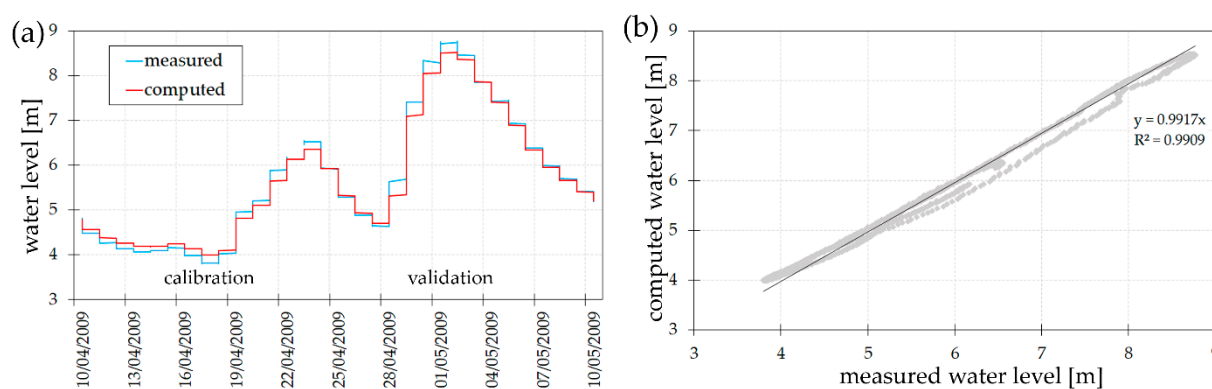 (a)
water level [m]
9
8
7
6
5
4
3
measured
computed
calibration
validation
10/04/2009
13/04/2009
16/04/2009
19/04/2009
22/04/2009
25/04/2009
28/04/2009
01/05/2009
04/05/2009
07/05/2009
10/05/2009
(b)
computed water level [m]
9
8
7
6
5
4
3
y = 0.9917x
R² = 0.9909
3 4 5 6 7 8 9
measured water level [m]